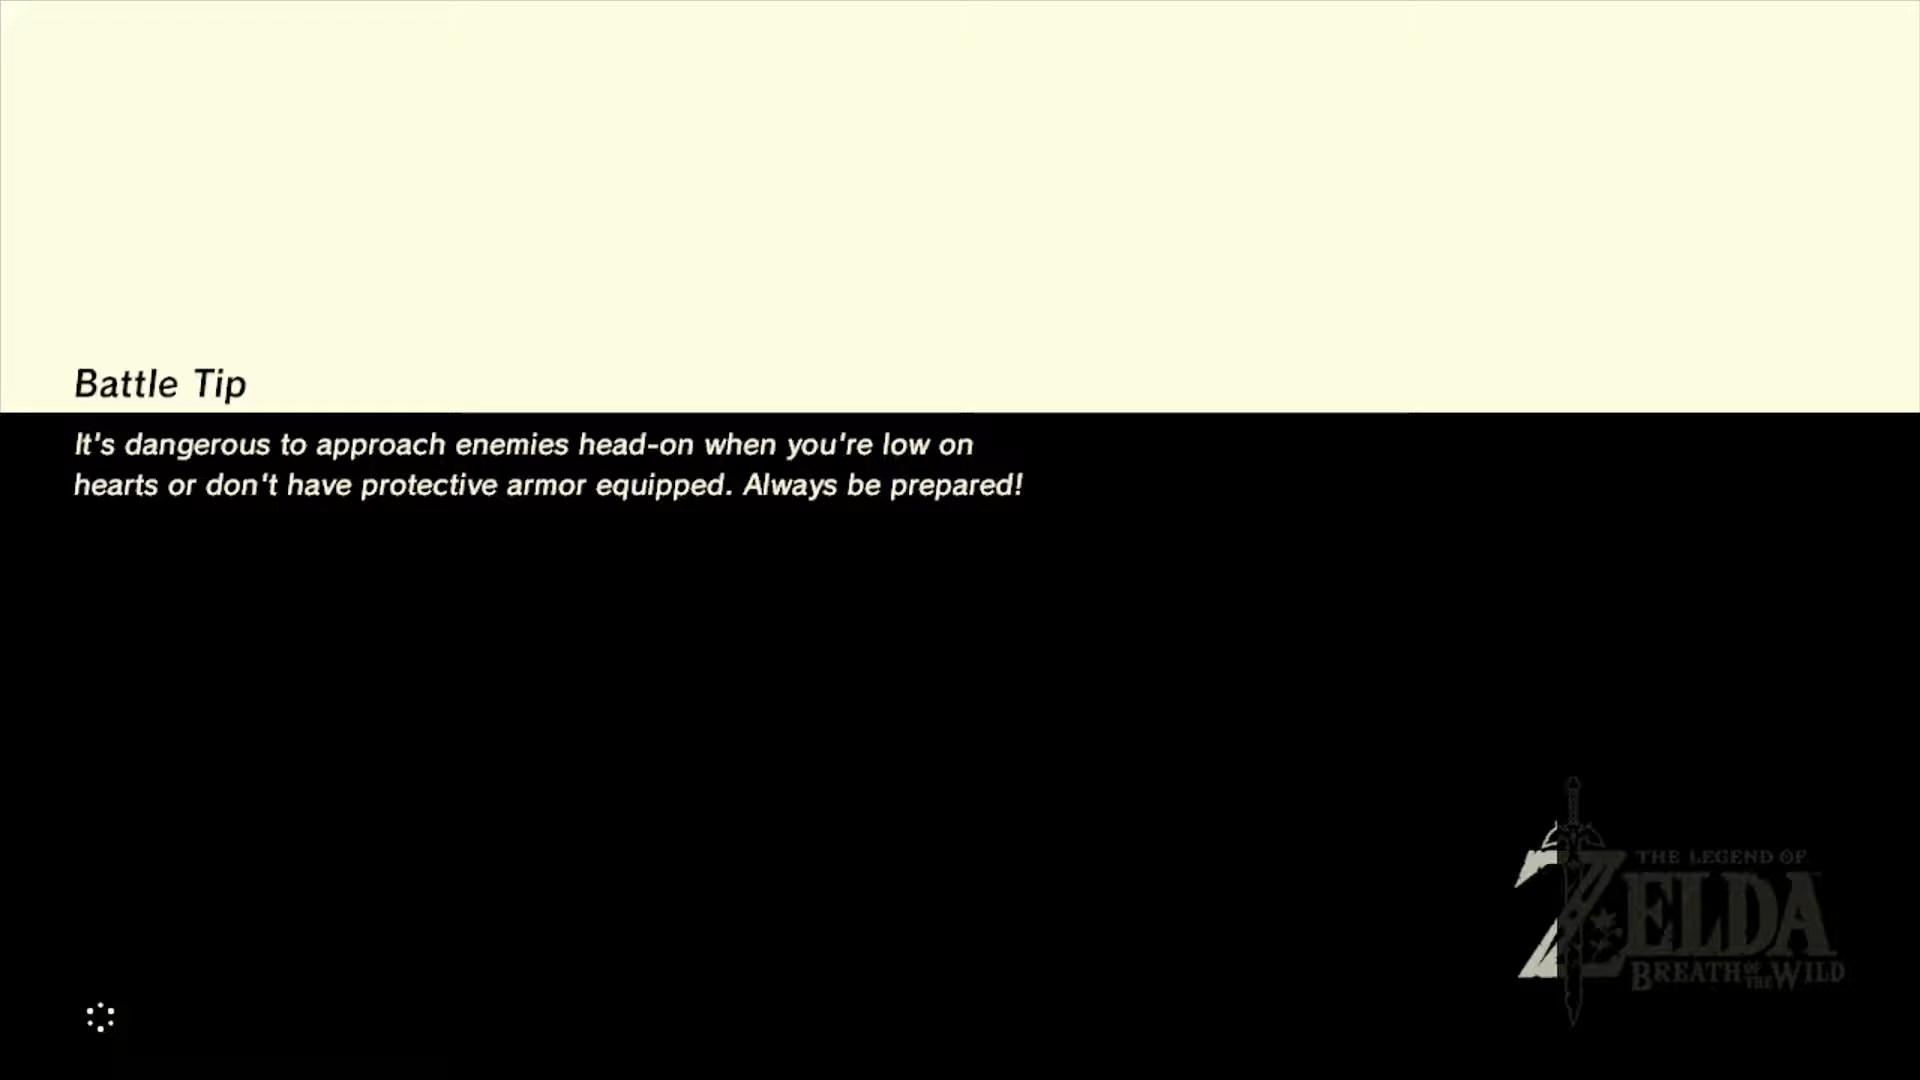 Battle Tip
It's dangerous to approach enemies head-on when you're low on
hearts or don't have protective armor equipped. Always be prepared!
THE LEGEND OF
ZELDA
BREATH OF THE WILD